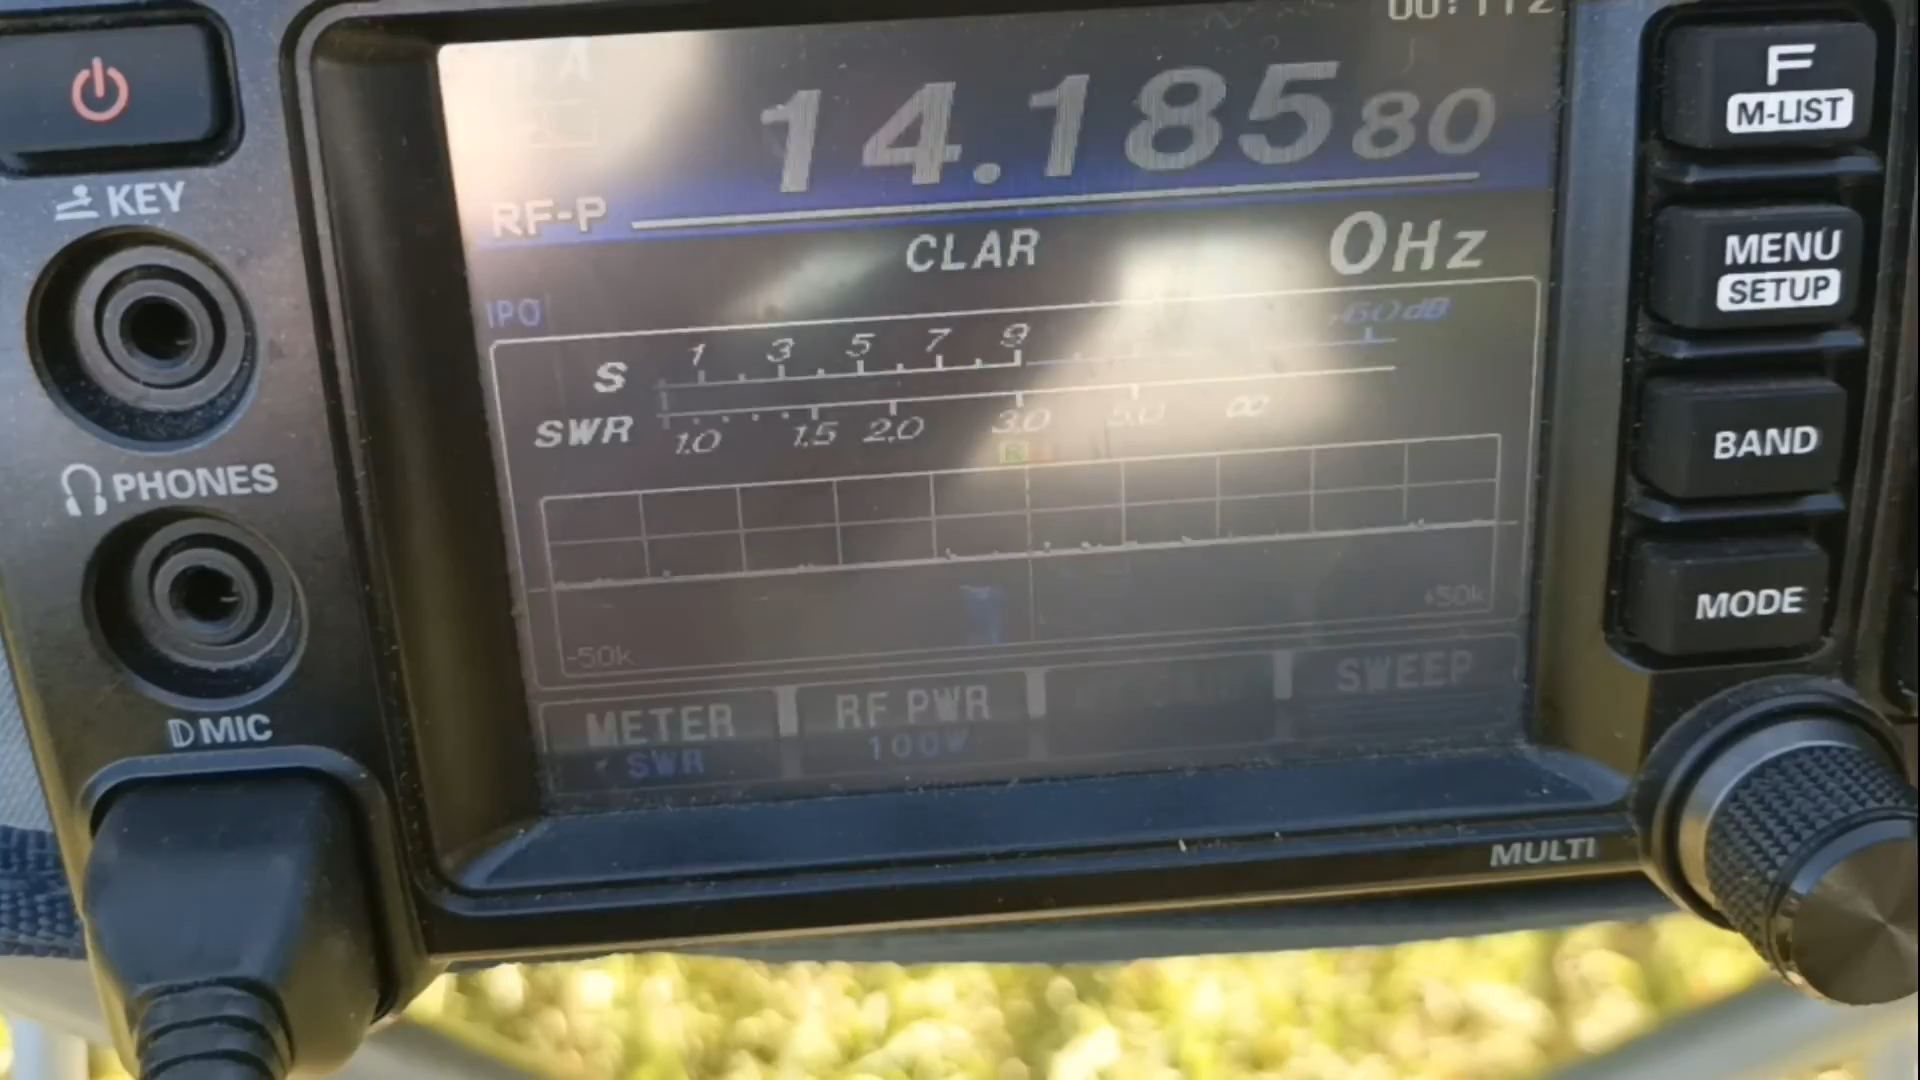 14.18580
RF-P
CLAR
0Hz
IPO
S 1 3 5 7 9 +60dB
SWR 1.0 1.5 2.0 3.0 5.0 ∞
R
-50k
+50k
METER
SWR
RF PWR
100W
SWEEP
KEY
PHONES
MIC
F
M-LIST
MENU
SETUP
BAND
MODE
MULTI